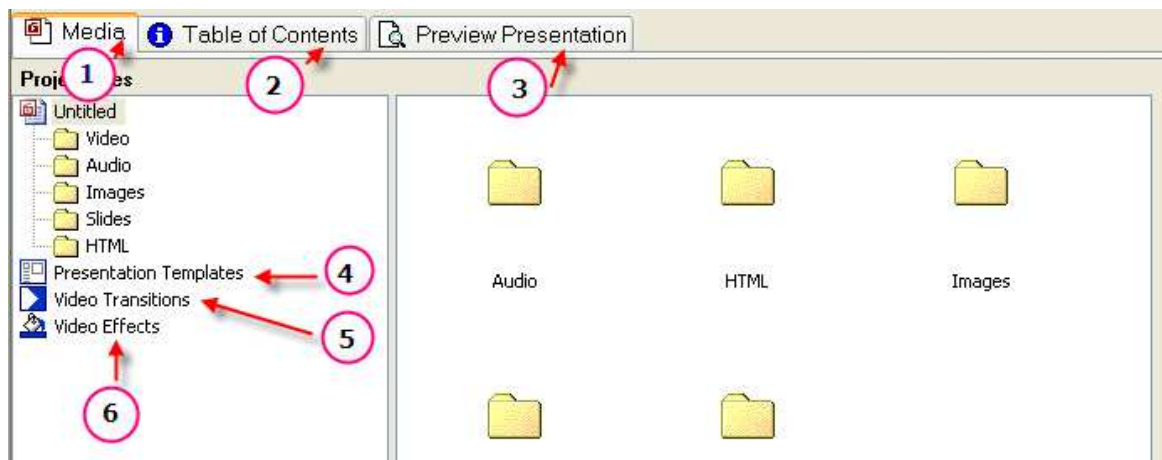 Media Table of Contents Preview Presentation
1 2 3
Untitled
Video
Audio
Images
Slides
HTML
Presentation Templates 4
Video Transitions
Video Effects 5
6
Audio HTML Images